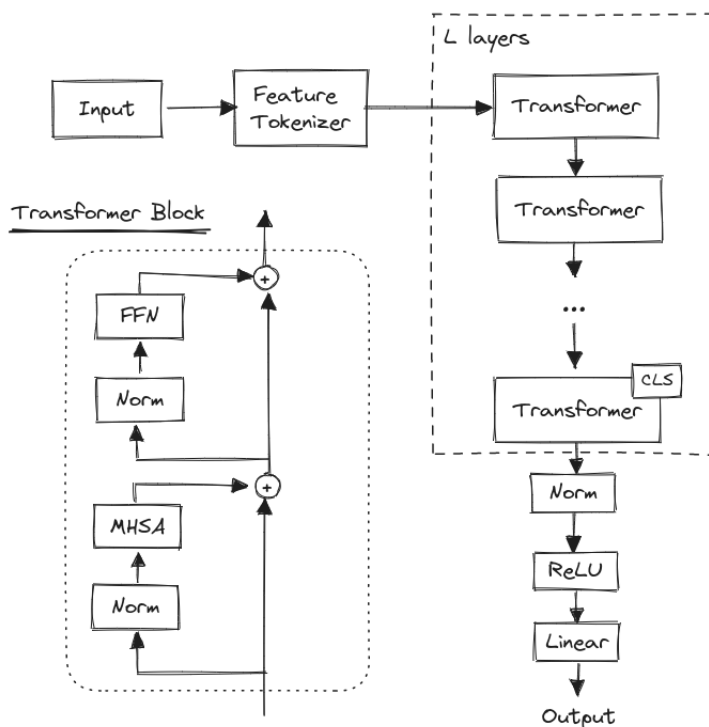 L layers
Input
Feature
Tokenizer
Transformer
Transformer
...
CLS
Transformer
Norm
ReLU
Linear
Output
Transformer Block
+
FFN
Norm
+
MHSA
Norm